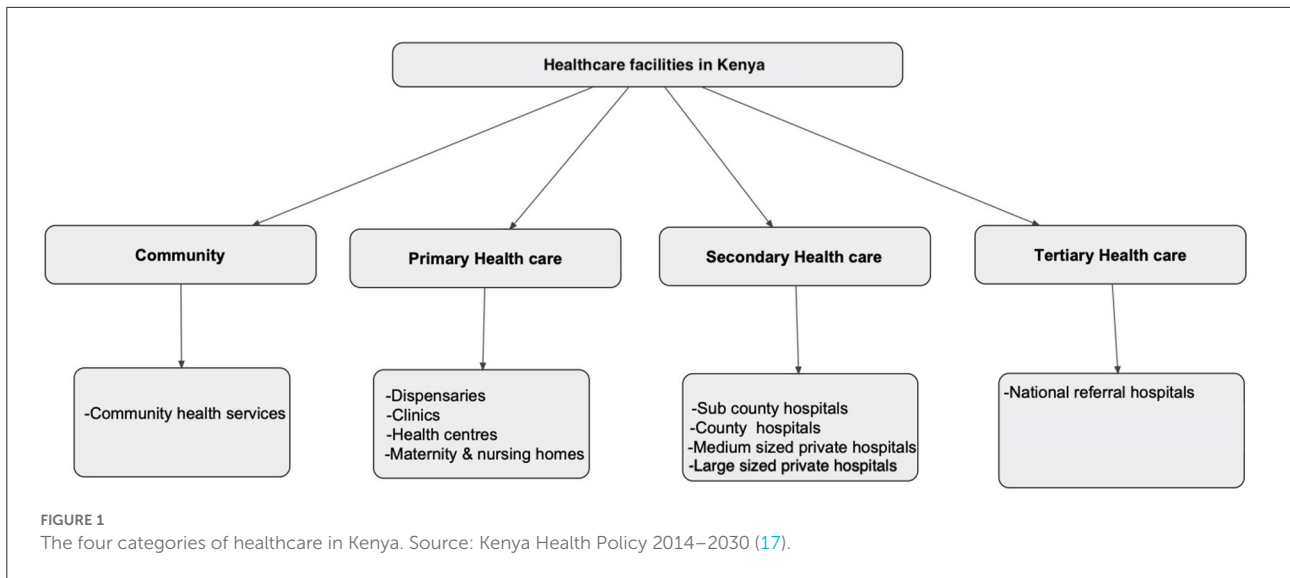 Healthcare facilities in Kenya
Community
Primary Health care
Secondary Health care
Tertiary Health care
-Community health services
-Dispensaries
-Clinics
-Health centres
-Maternity & nursing homes
-Sub county hospitals
-County hospitals
-Medium sized private hospitals
-Large sized private hospitals
-National referral hospitals
FIGURE 1
The four categories of healthcare in Kenya. Source: Kenya Health Policy 2014–2030 (17).